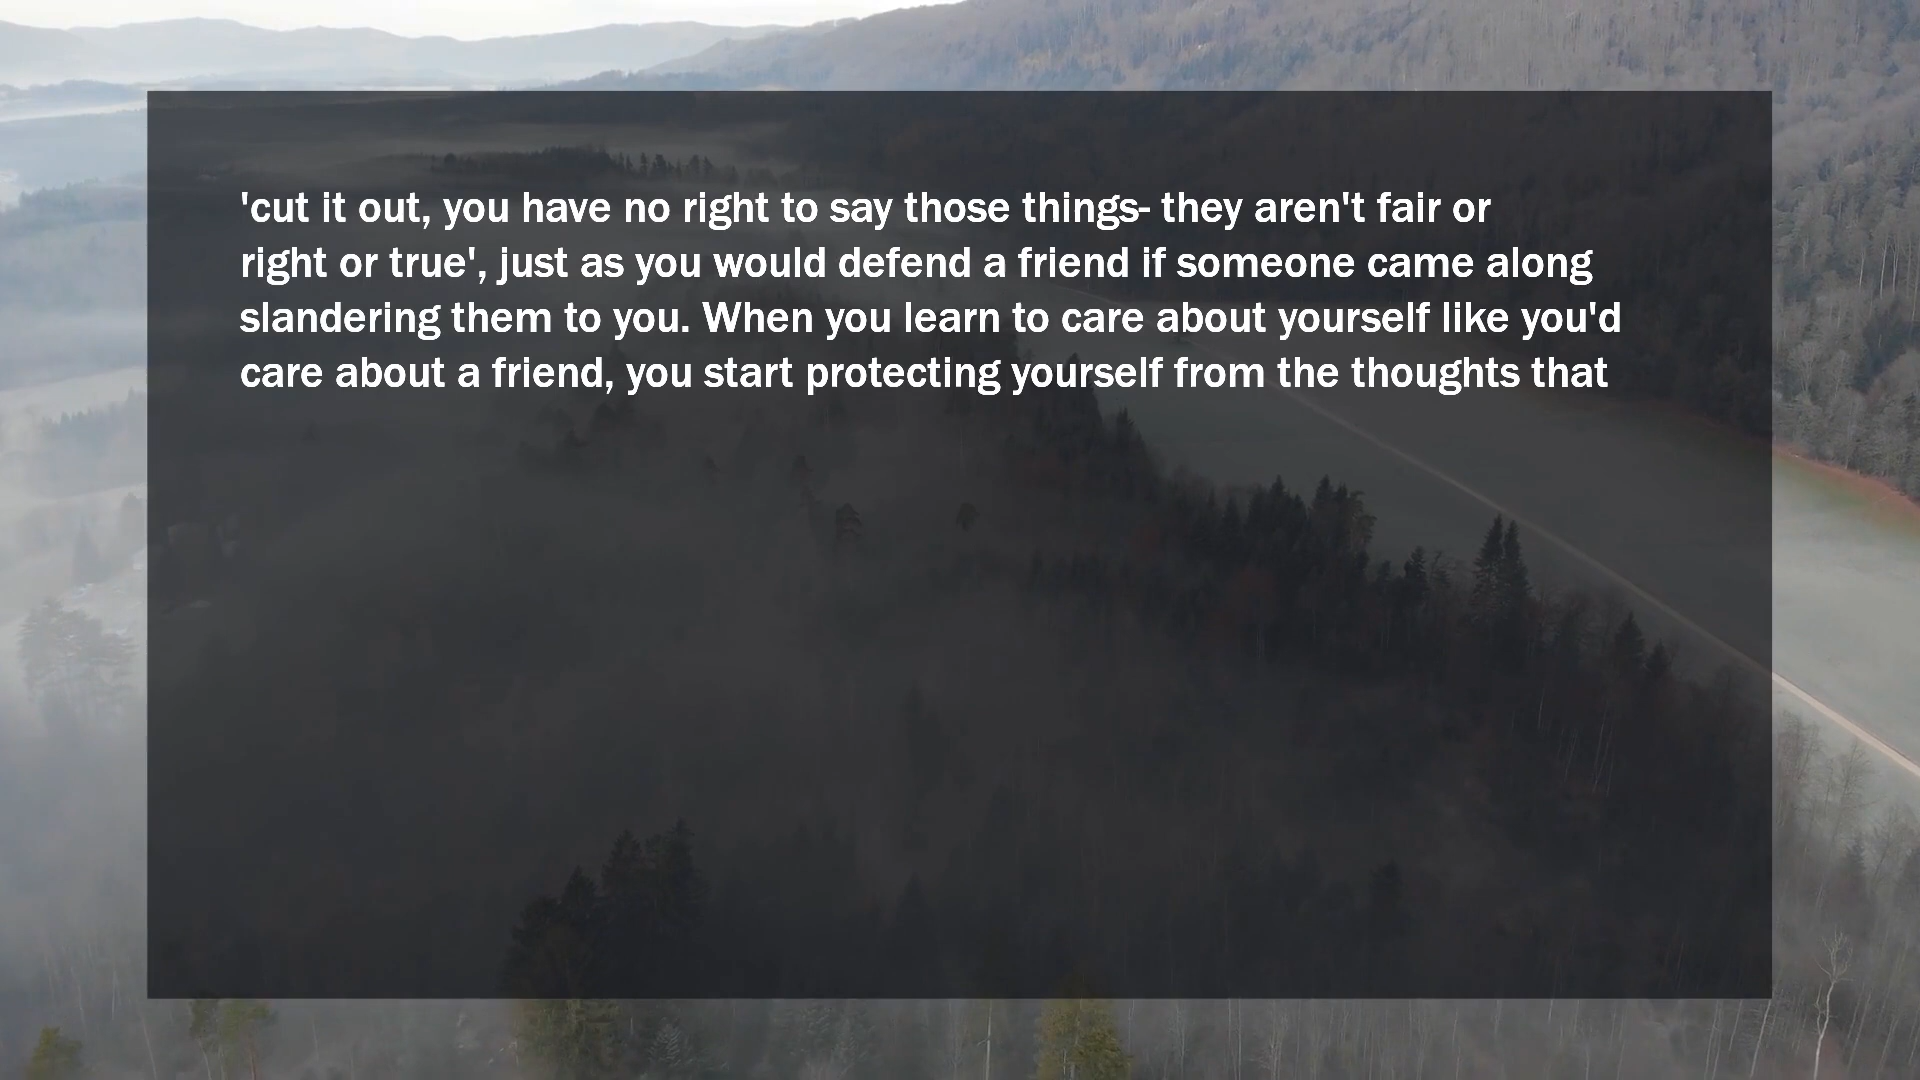 'cut it out, you have no right to say those things- they aren't fair or
right or true', just as you would defend a friend if someone came along
slandering them to you. When you learn to care about yourself like you'd
care about a friend, you start protecting yourself from the thoughts that